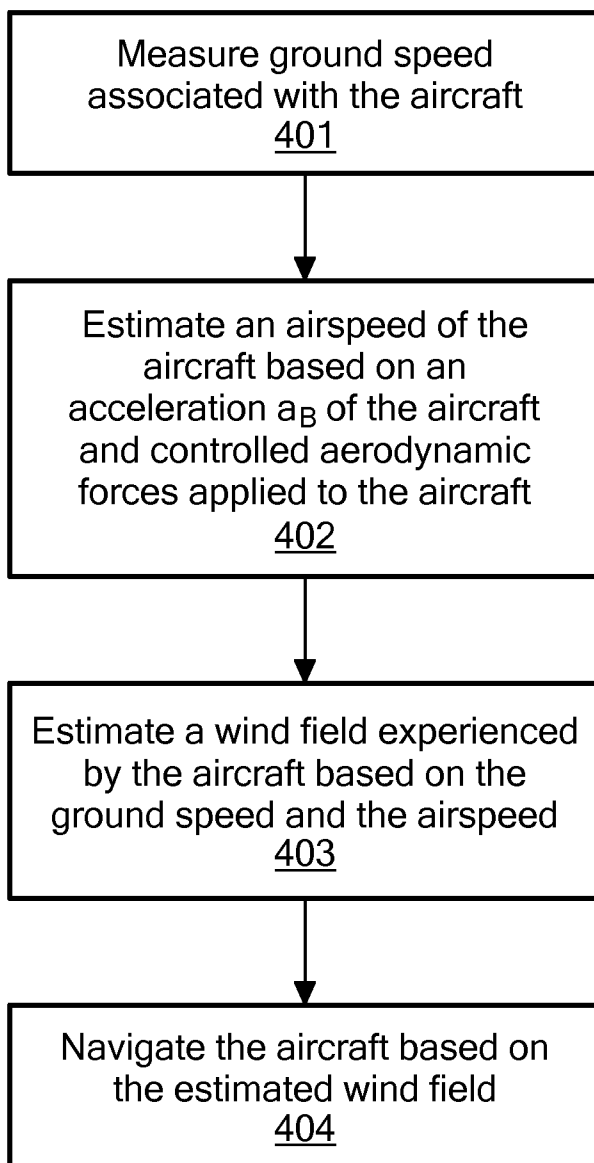 Measure ground speed
associated with the aircraft
401
Estimate an airspeed of the
aircraft based on an
acceleration a_B of the aircraft
and controlled aerodynamic
forces applied to the aircraft
402
Estimate a wind field experienced
by the aircraft based on the
ground speed and the airspeed
403
Navigate the aircraft based on
the estimated wind field
404